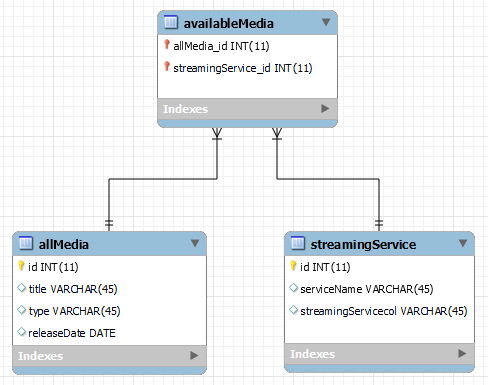 availableMedia
allMedia_id INT(11)
streamingService_id INT(11)
Indexes
allMedia
id INT(11)
title VARCHAR(45)
type VARCHAR(45)
releaseDate DATE
Indexes
streamingService
id INT(11)
serviceName VARCHAR(45)
streamingServicecol VARCHAR(45)
Indexes